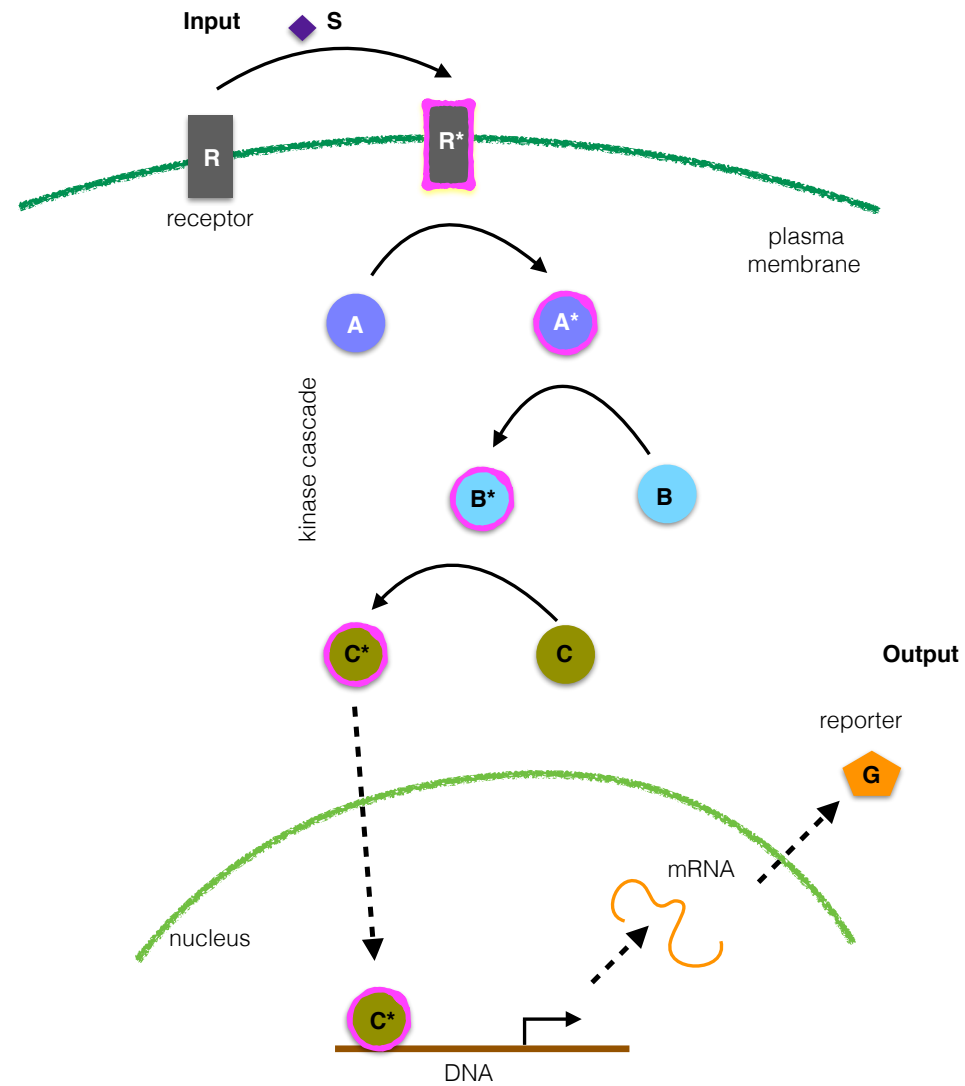 Input
S
R
R*
receptor
plasma
membrane
A
A*
kinase cascade
B*
B
C*
C
Output
reporter
G
mRNA
nucleus
C*
DNA